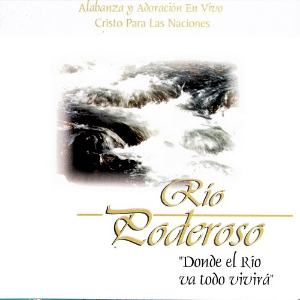 Alabanza y Adoración En Vivo
Cristo Para Las Naciones
Río
Poderoso
"Donde el Río
va todo vivirá"